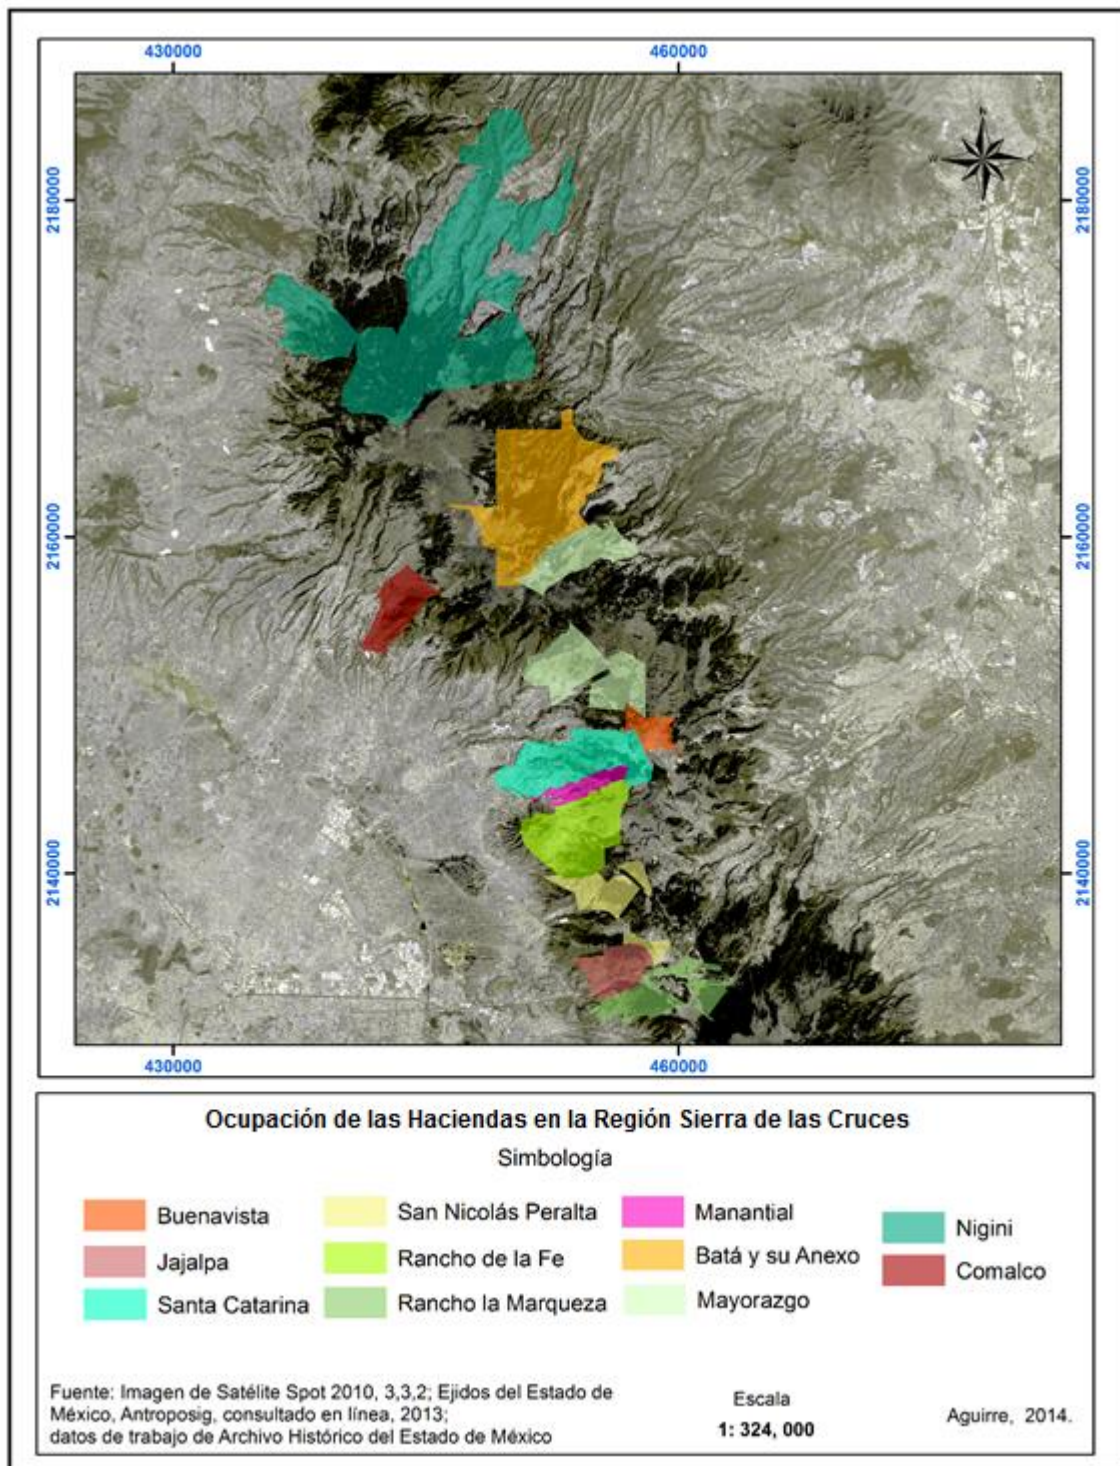 430000 460000
N
W
2180000 2180000
2160000 2160000
2140000 2140000
430000 460000
Ocupación de las Haciendas en la Región Sierra de las Cruces
Simbología
Buenavista
Jajalpa
Santa Catarina
San Nicolás Peralta
Rancho de la Fe
Rancho la Marqueza
Manantial
Batá y su Anexo
Mayorazgo
Nigini
Comalco
Fuente: Imagen de Satélite Spot 2010, 3,3,2; Ejidos del Estado de
México, Antroposig, consultado en línea, 2013;
datos de trabajo de Archivo Histórico del Estado de México
Escala
1: 324, 000
Aguirre, 2014.